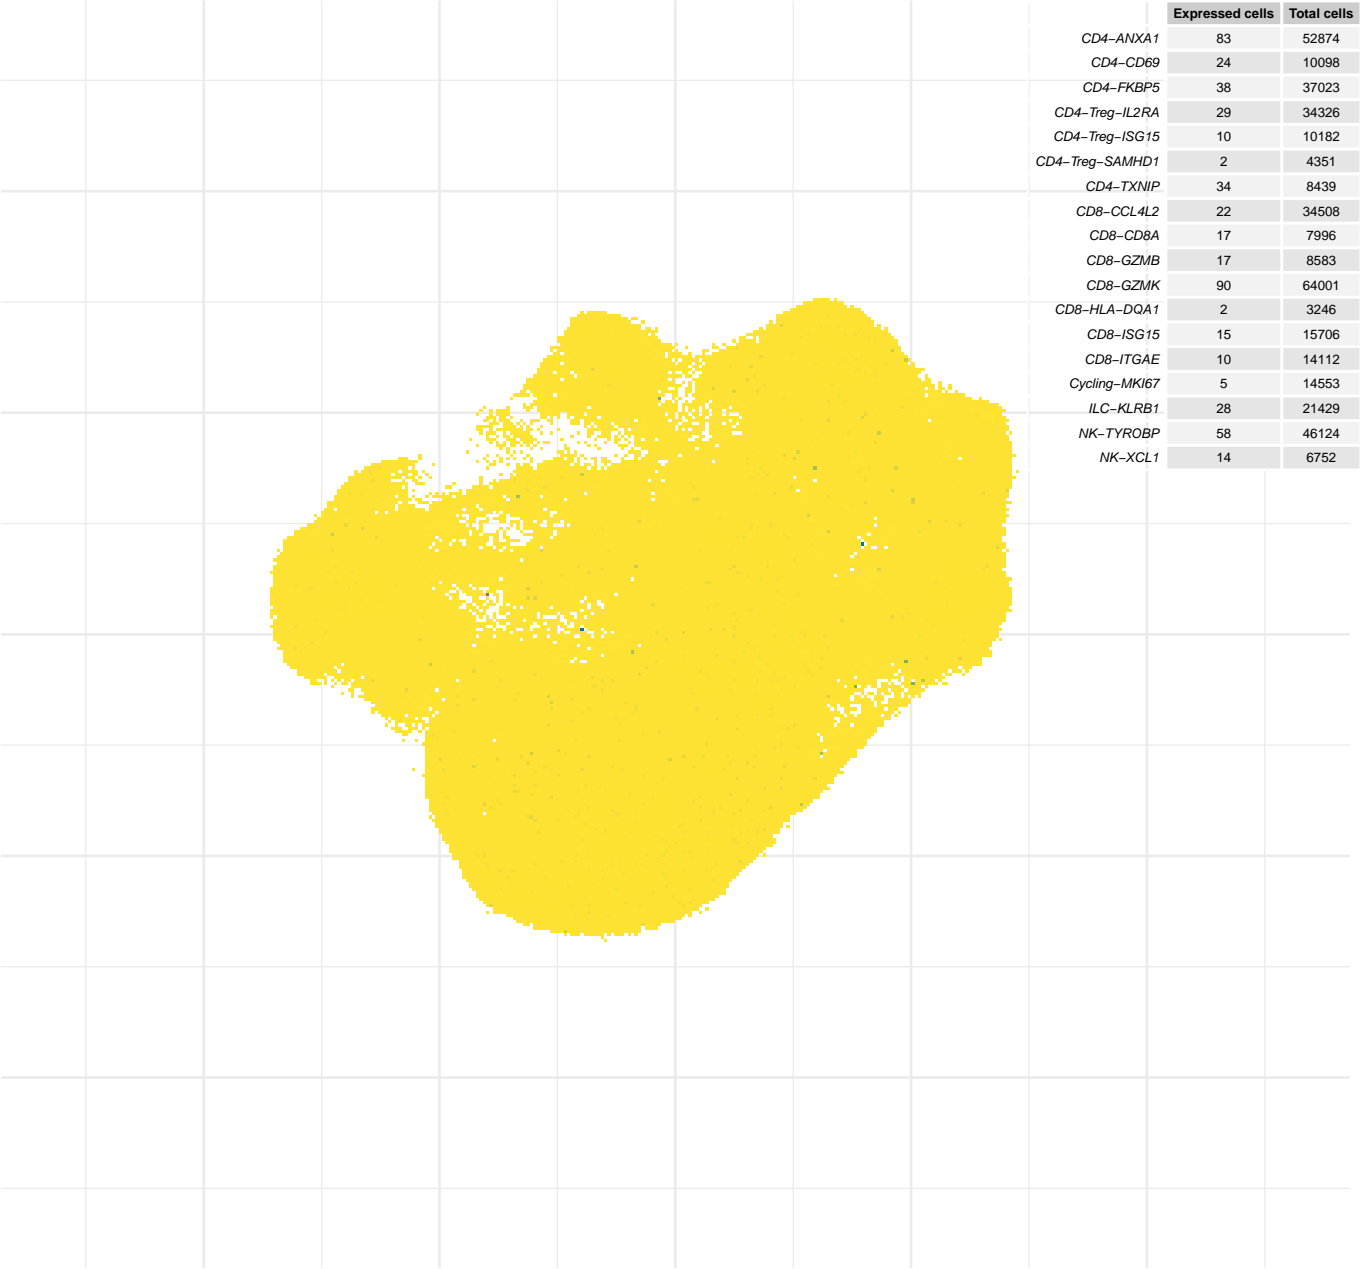 Expressed cells Total cells
CD4−ANXA1 83 52874
CD4−CD69 24 10098
CD4−FKBP5 38 37023
CD4−Treg−IL2RA 29 34326
CD4−Treg−ISG15 10 10182
CD4−Treg−SAMHD1 2 4351
CD4−TXNIP 34 8439
CD8−CCL4L2 22 34508
CD8−CD8A 17 7996
CD8−GZMB 17 8583
CD8−GZMK 90 64001
CD8−HLA−DQA1 2 3246
CD8−ISG15 15 15706
CD8−ITGAE 10 14112
Cycling−MKI67 5 14553
ILC−KLRB1 28 21429
NK−TYROBP 58 46124
NK−XCL1 14 6752